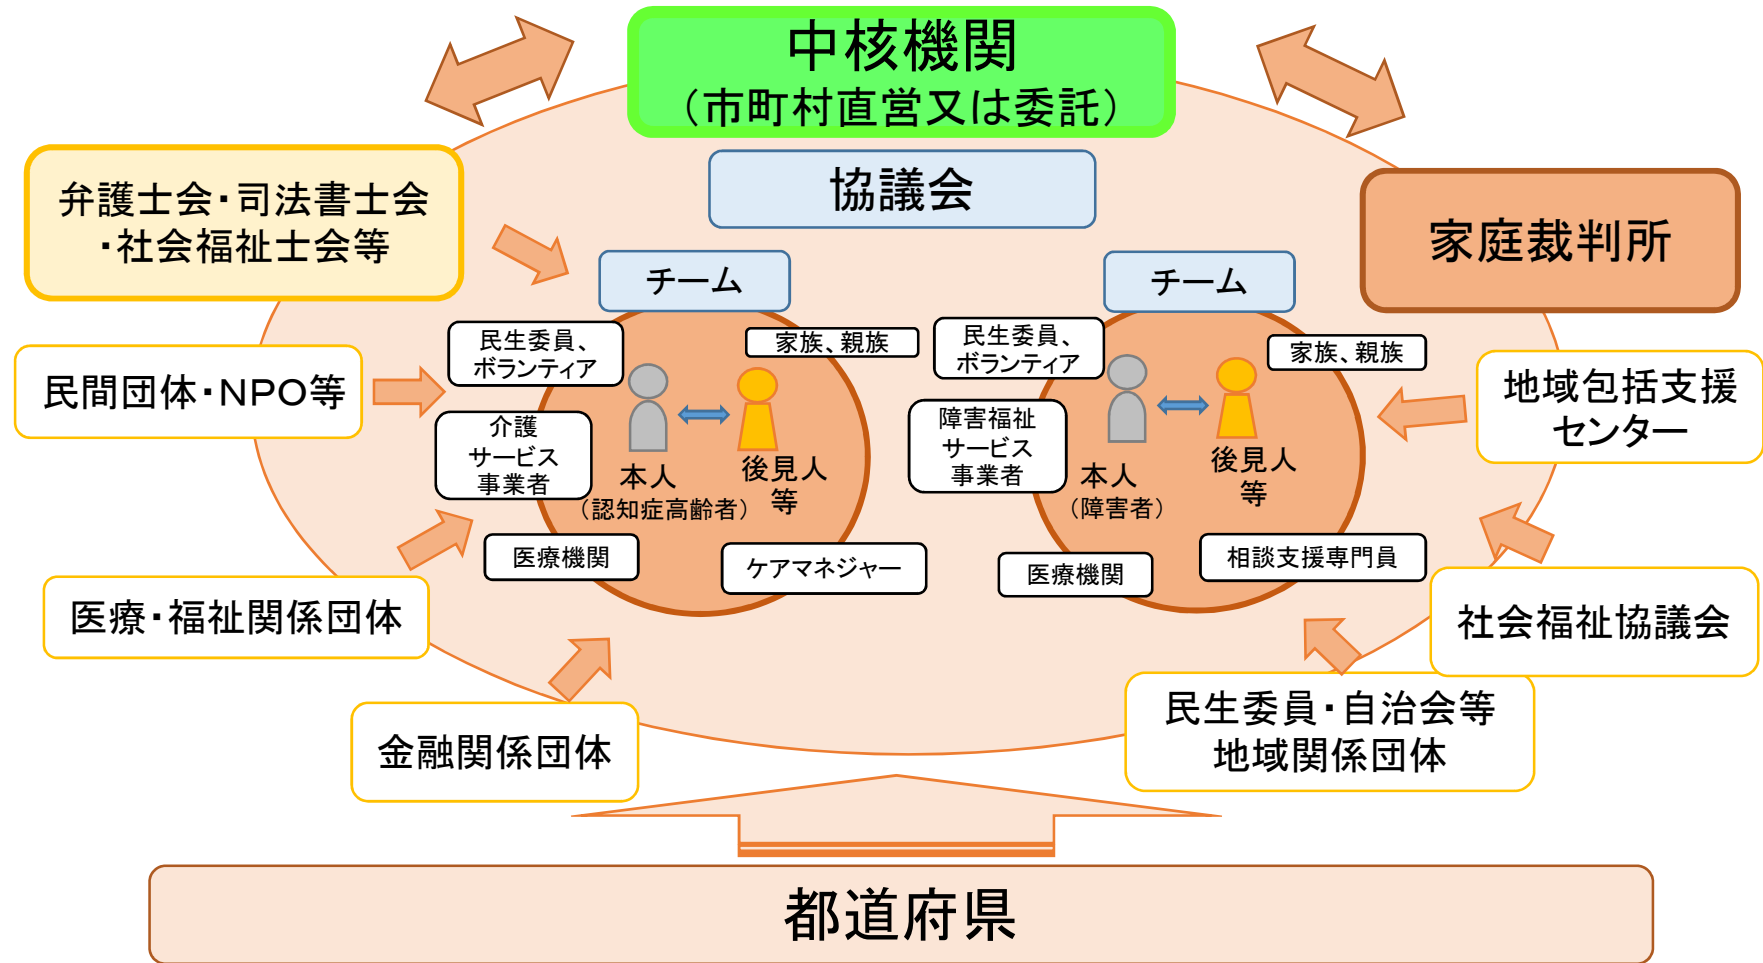 中核機関
（市町村直営又は委託）
協議会
弁護士会・司法書士会
・社会福祉士会等
家庭裁判所
チーム
民生委員、
ボランティア
家族、親族
介護
サービス
事業者
本人
（認知症高齢者）
後見人
等
医療機関
ケアマネジャー
チーム
民生委員、
ボランティア
家族、親族
障害福祉
サービス
事業者
本人
（障害者）
後見人
等
医療機関
相談支援専門員
民間団体・NPO等
地域包括支援
センター
医療・福祉関係団体
社会福祉協議会
金融関係団体
民生委員・自治会等
地域関係団体
都道府県